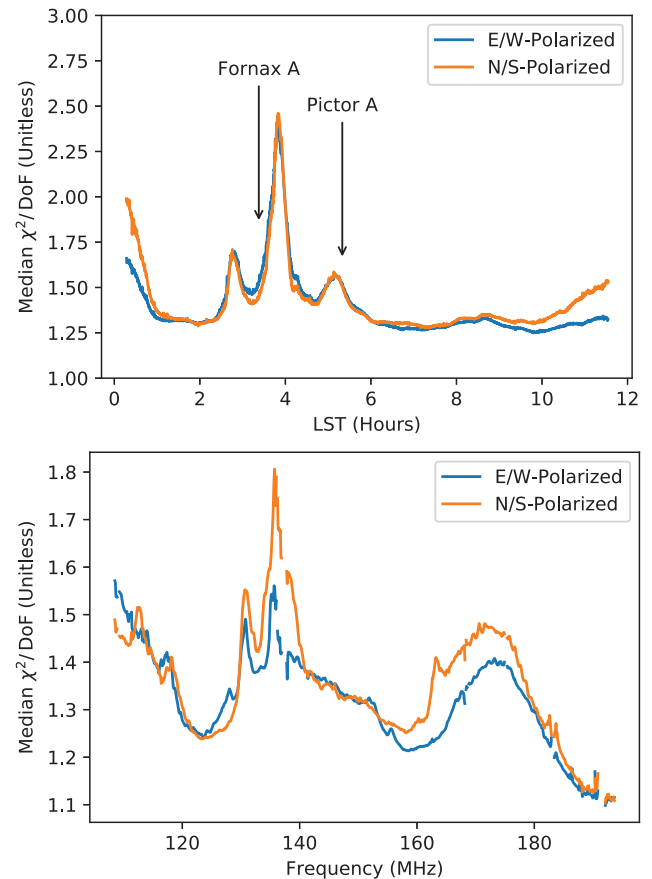 3.00
2.75
2.50
2.25
2.00
1.75
1.50
1.25
1.00
Median χ²/DoF (Unitless)
E/W-Polarized
N/S-Polarized
Fornax A
Pictor A
0 2 4 6 8 10 12
LST (Hours)
1.8
1.7
1.6
1.5
1.4
1.3
1.2
1.1
Median χ²/DoF (Unitless)
E/W-Polarized
N/S-Polarized
120 140 160 180
Frequency (MHz)